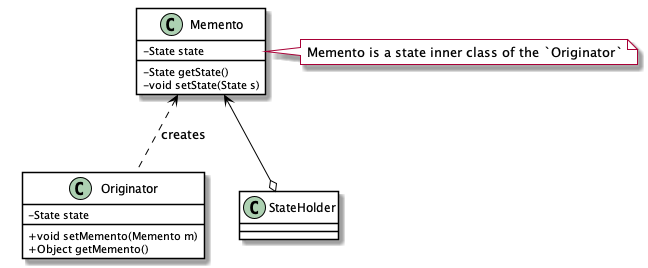 C Memento
-State state
-State getState()
-void setState(State s)
Memento is a state inner class of the `Originator`
creates
C Originator
-State state
+void setMemento(Memento m)
+Object getMemento()
C StateHolder